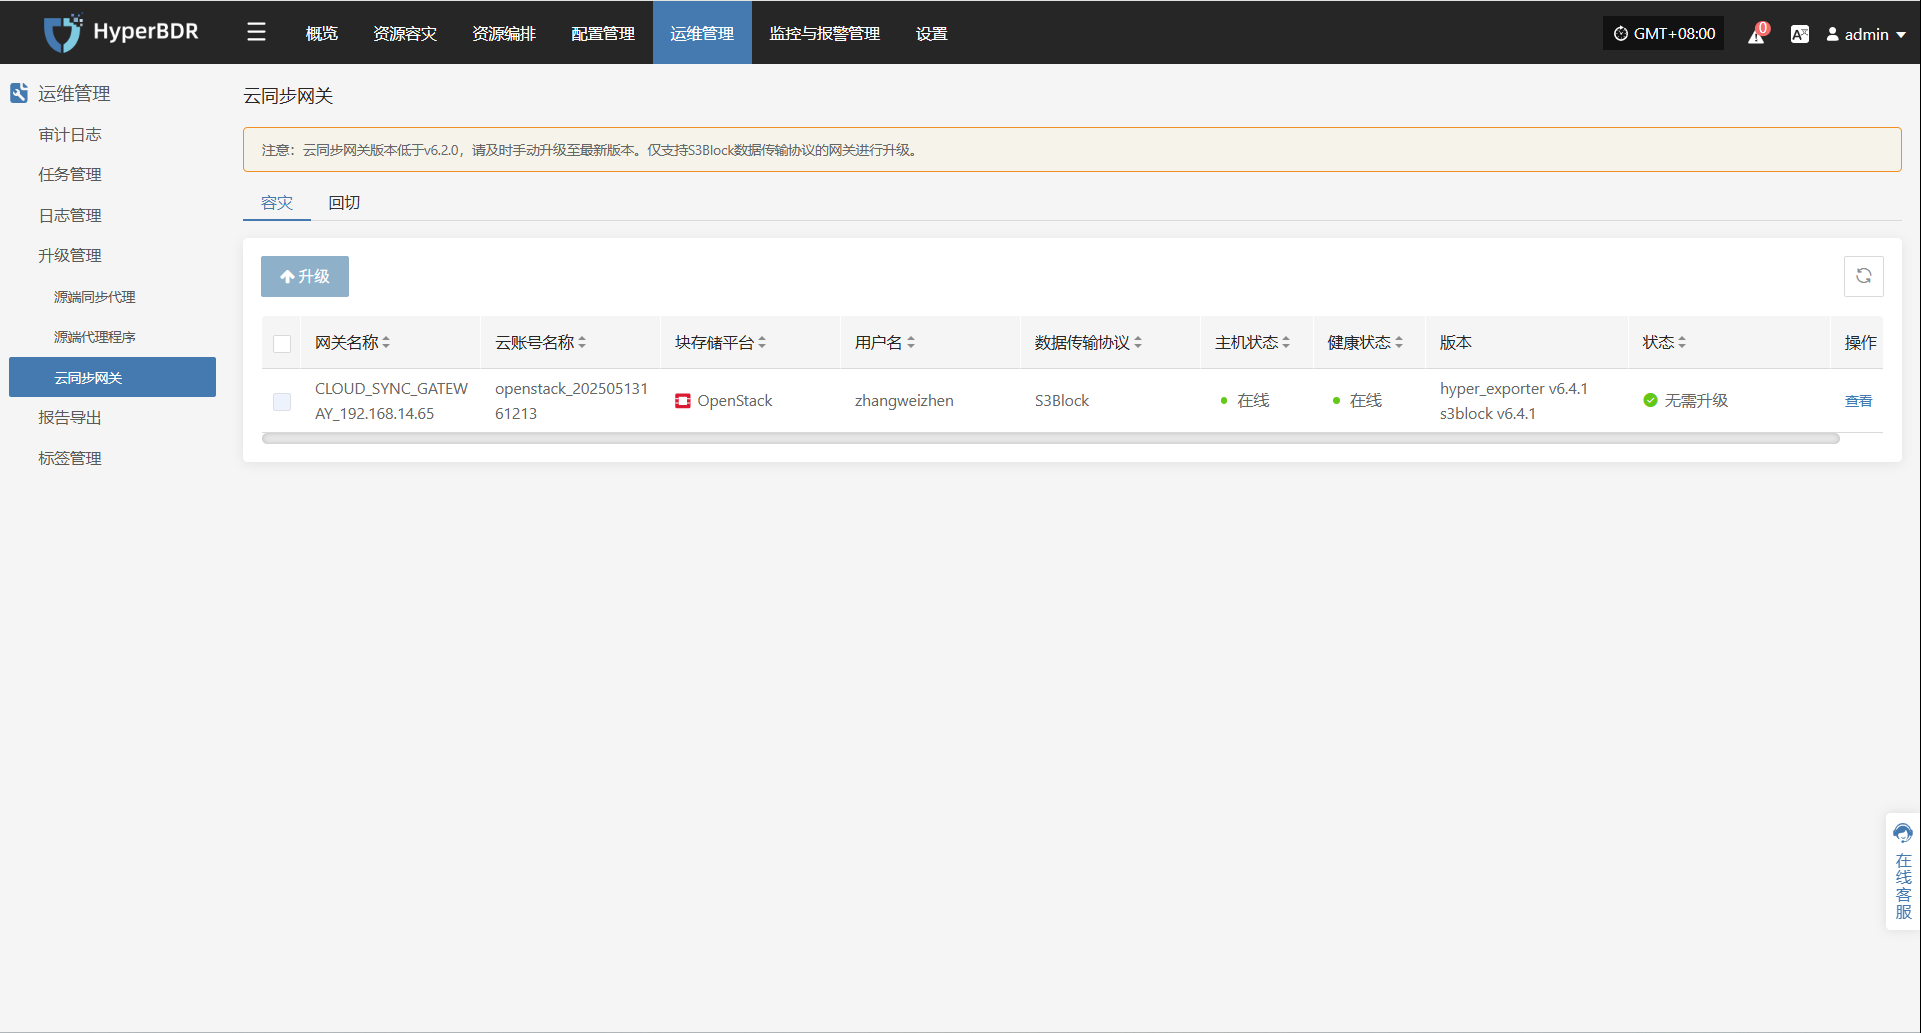 HyperBDR
概览
资源容灾
资源编排
配置管理
运维管理
监控与报警管理
设置
GMT+08:00
0
admin
运维管理
审计日志
任务管理
日志管理
升级管理
源端同步代理
源端代理程序
云同步网关
报告导出
标签管理
云同步网关
注意：云同步网关版本低于v6.2.0，请及时手动升级至最新版本。仅支持S3Block数据传输协议的网关进行升级。
容灾
回切
升级
网关名称
云账号名称
块存储平台
用户名
数据传输协议
主机状态
健康状态
版本
状态
操作
CLOUD_SYNC_GATEW
AY_192.168.14.65
openstack_202505131
61213
OpenStack
zhangweizhen
S3Block
在线
在线
hyper_exporter v6.4.1
s3block v6.4.1
无需升级
查看
在线客服